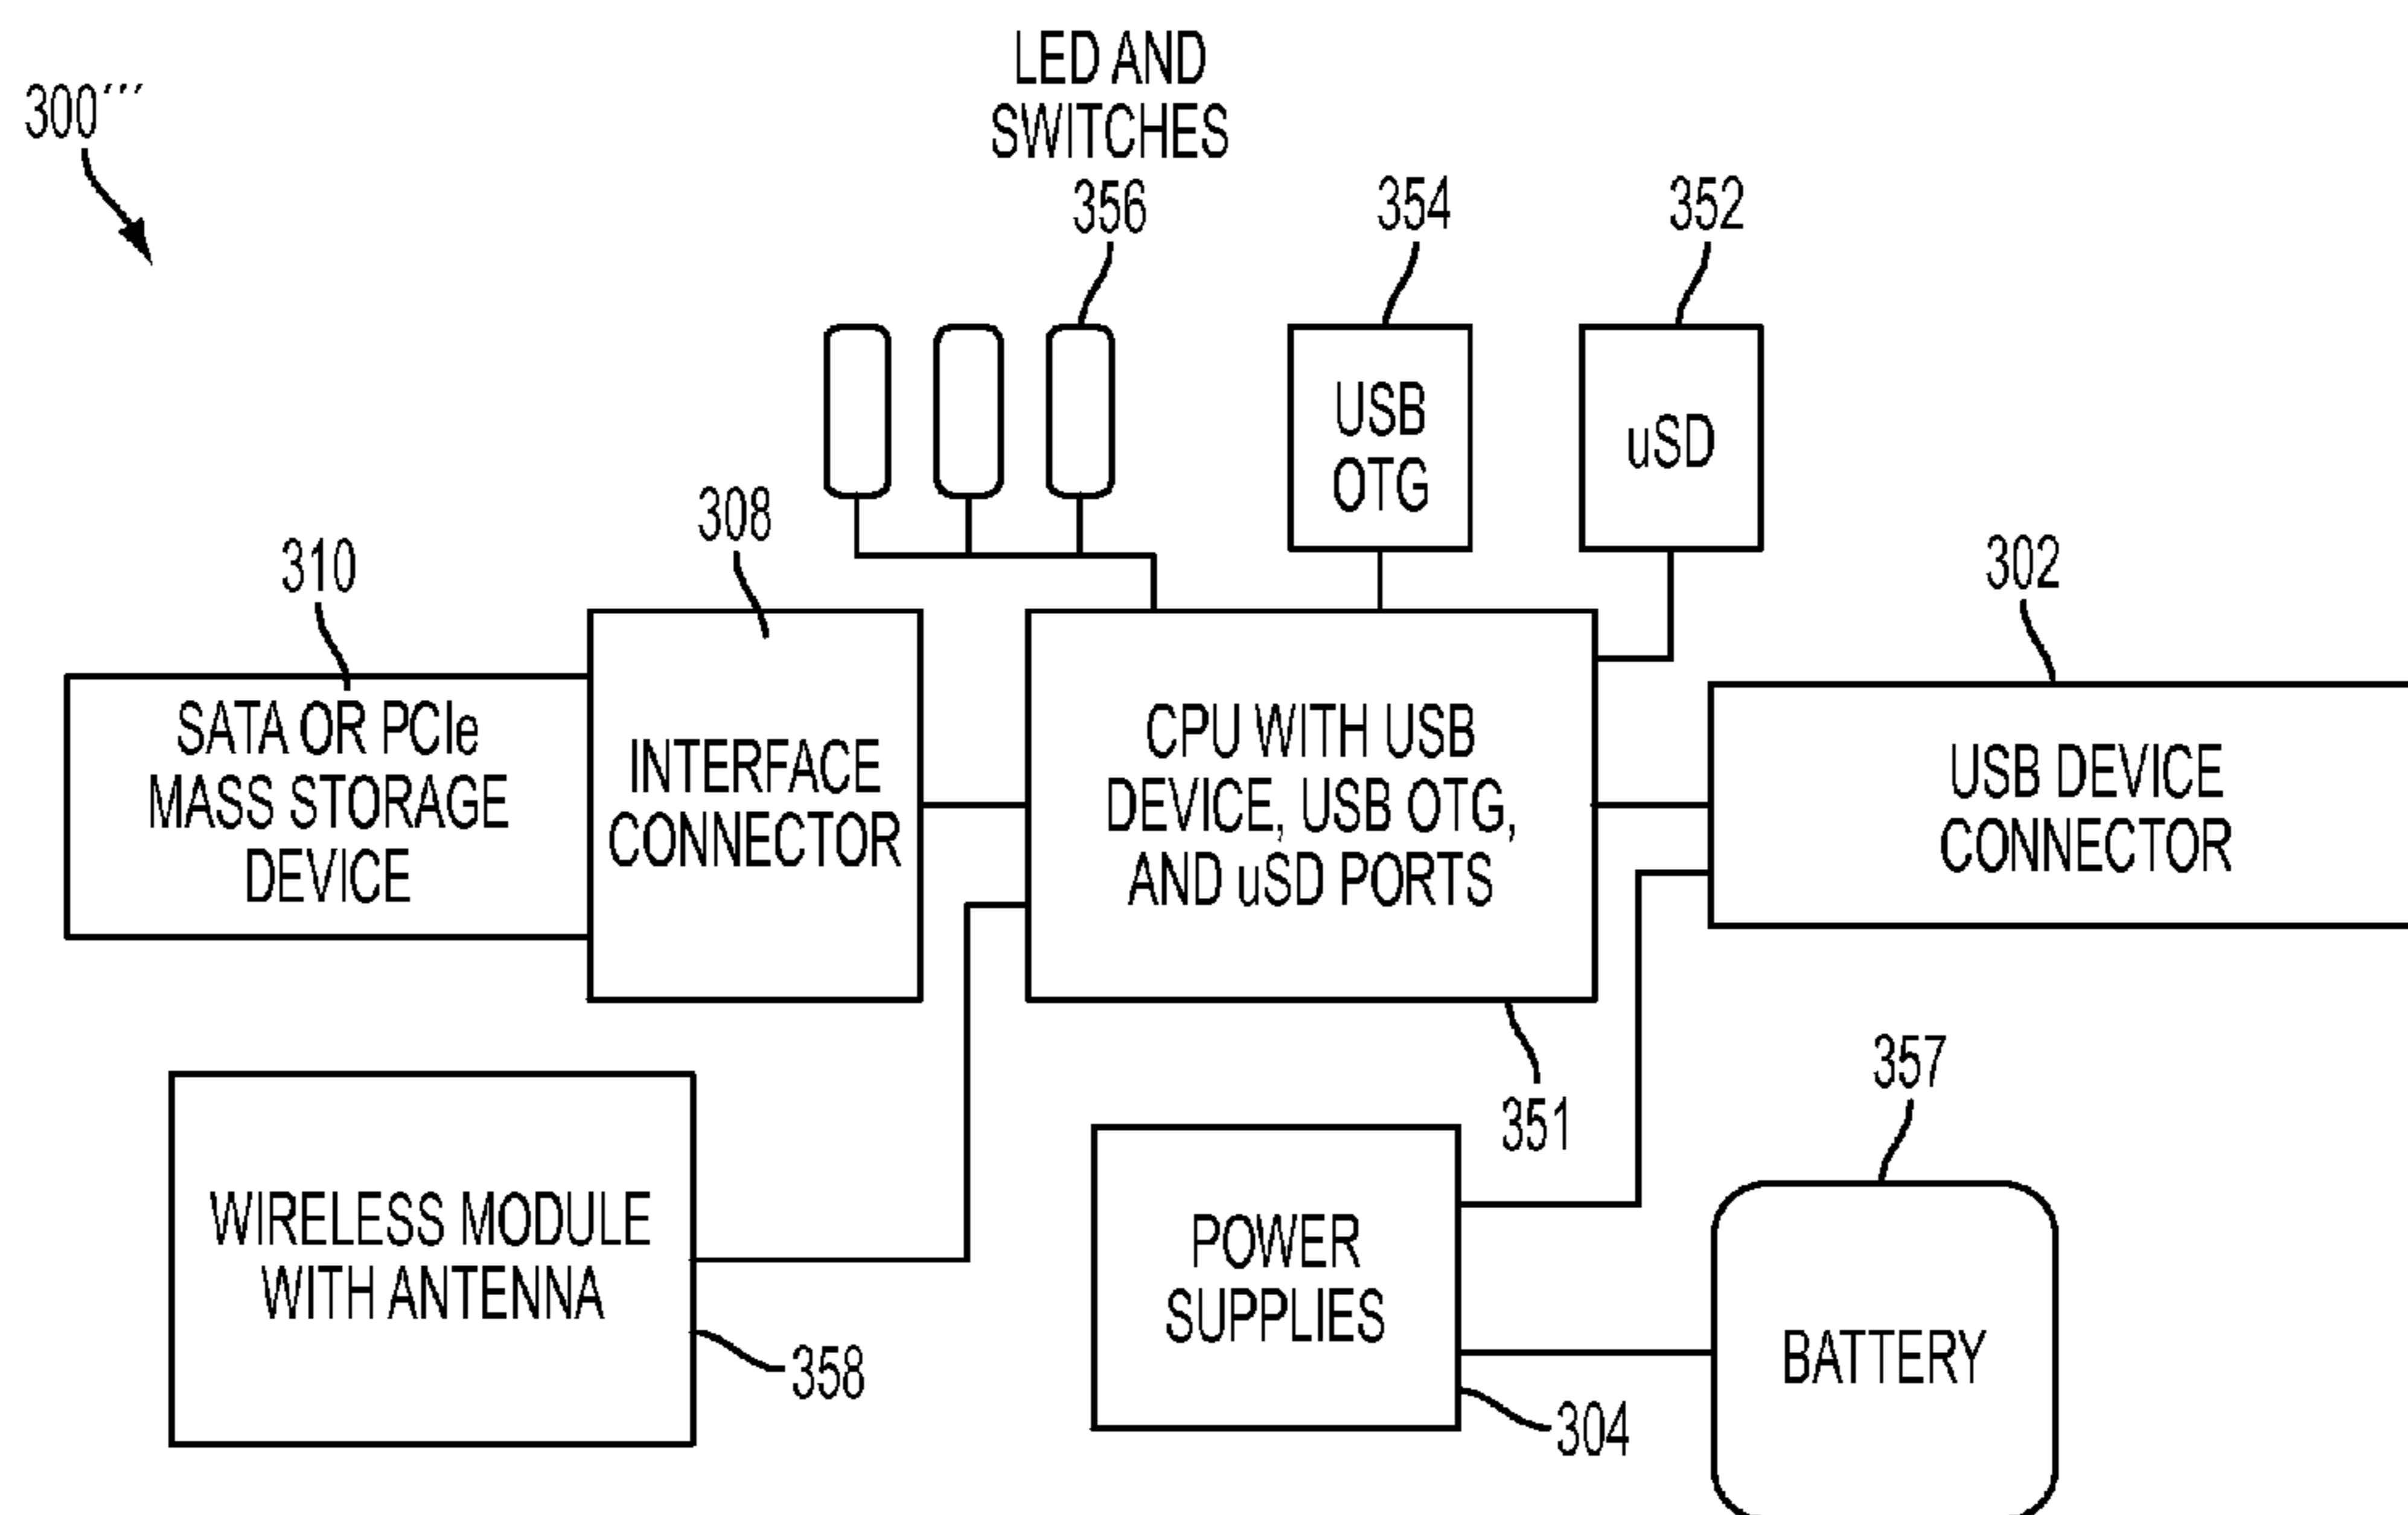 LED AND
SWITCHES
300‴
356
354
352
USB
OTG
uSD
308
310
302
SATA OR PCIe
MASS STORAGE
DEVICE
INTERFACE
CONNECTOR
CPU WITH USB
DEVICE, USB OTG,
AND uSD PORTS
USB DEVICE
CONNECTOR
351
357
WIRELESS MODULE
WITH ANTENNA
358
POWER
SUPPLIES
304
BATTERY